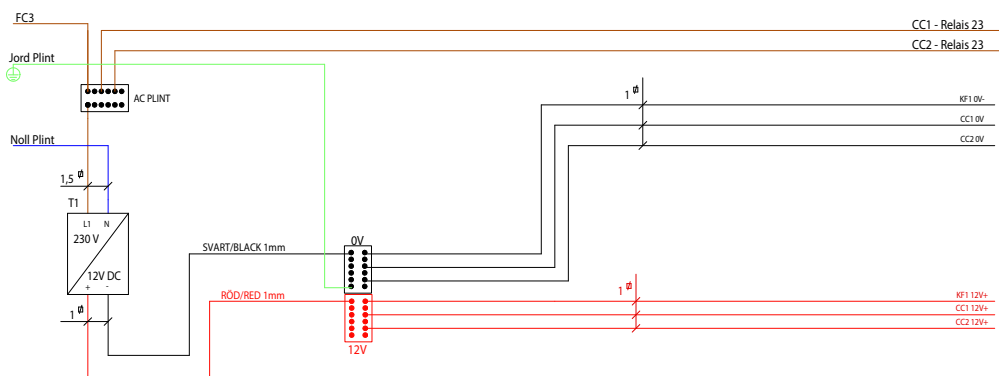 FC3
CC1 - Relais 23
CC2 - Relais 23
Jord Plint
AC PLINT
1
KF1 0V-
CC1 0V
CC2 0V
Noll Plint
1,5
T1
L1 N
230 V
12V DC
+ -
1
SVART/BLACK 1mm
0V
RÖD/RED 1mm
1
KF1 12V+
CC1 12V+
CC2 12V+
12V